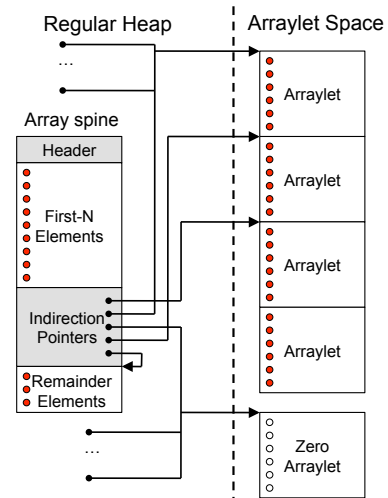 Regular Heap
Arraylet Space
...
Array spine
Header
First-N
Elements
Indirection
Pointers
Remainder
Elements
...
Arraylet
Arraylet
Arraylet
Arraylet
Zero
Arraylet